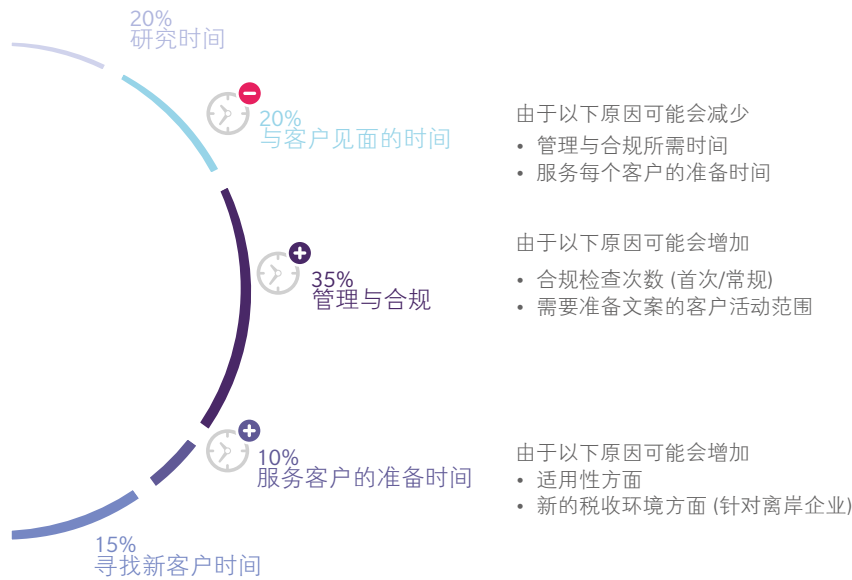 20%
研究时间
20%
与客户见面的时间
由于以下原因可能会减少
• 管理与合规所需时间
• 服务每个客户的准备时间
35%
管理与合规
由于以下原因可能会增加
• 合规检查次数 (首次/常规)
• 需要准备文案的客户活动范围
10%
服务客户的准备时间
由于以下原因可能会增加
• 适用性方面
• 新的税收环境方面 (针对离岸企业)
15%
寻找新客户时间